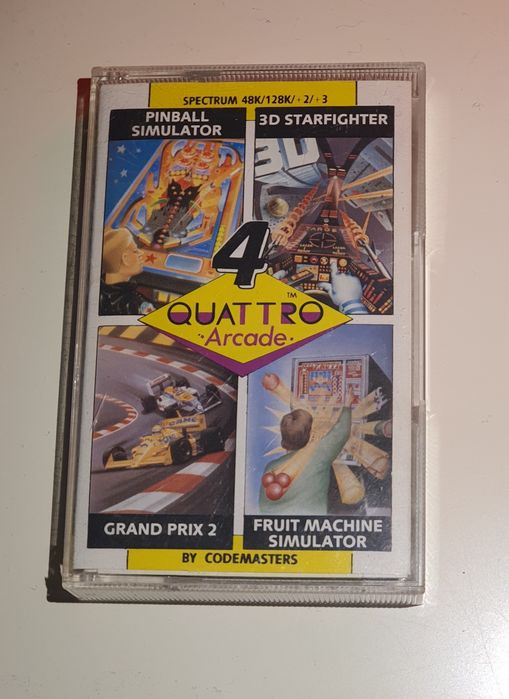 SPECTRUM 48K/128K/+2/+3
PINBALL
SIMULATOR
3D STARFIGHTER
3D
4
QUATTRO™
·Arcade·
GRAND PRIX 2
FRUIT MACHINE
SIMULATOR
BY CODEMASTERS